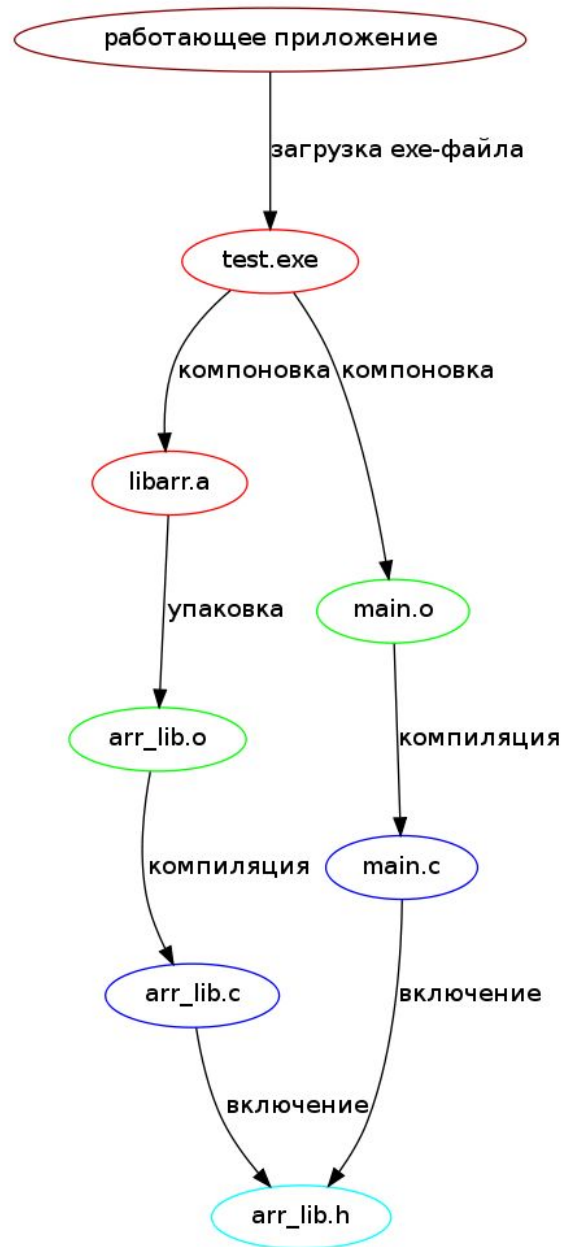 работающее приложение
загрузка exe-файла
test.exe
компоновка
компоновка
libarr.a
main.o
упаковка
arr_lib.o
компиляция
main.c
компиляция
arr_lib.c
включение
включение
arr_lib.h